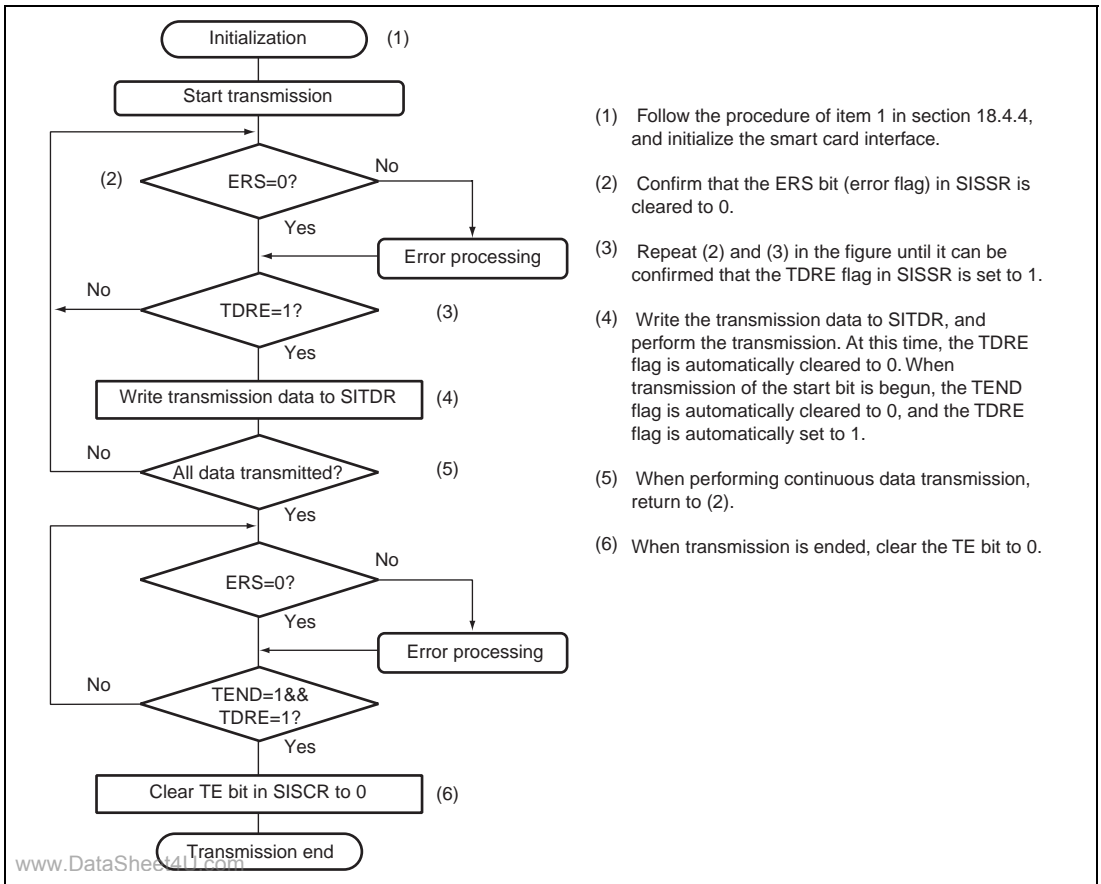 Initialization (1)
Start transmission
(2) ERS=0? No
Yes
Error processing
No
TDRE=1? (3)
Yes
Write transmission data to SITDR (4)
No
All data transmitted? (5)
Yes
ERS=0? No
Yes
Error processing
No
TEND=1&&
TDRE=1?
Yes
Clear TE bit in SISCR to 0 (6)
Transmission end
(1) Follow the procedure of item 1 in section 18.4.4,
and initialize the smart card interface.
(2) Confirm that the ERS bit (error flag) in SISSR is
cleared to 0.
(3) Repeat (2) and (3) in the figure until it can be
confirmed that the TDRE flag in SISSR is set to 1.
(4) Write the transmission data to SITDR, and
perform the transmission. At this time, the TDRE
flag is automatically cleared to 0. When
transmission of the start bit is begun, the TEND
flag is automatically cleared to 0, and the TDRE
flag is automatically set to 1.
(5) When performing continuous data transmission,
return to (2).
(6) When transmission is ended, clear the TE bit to 0.
www.DataSheet4U.com